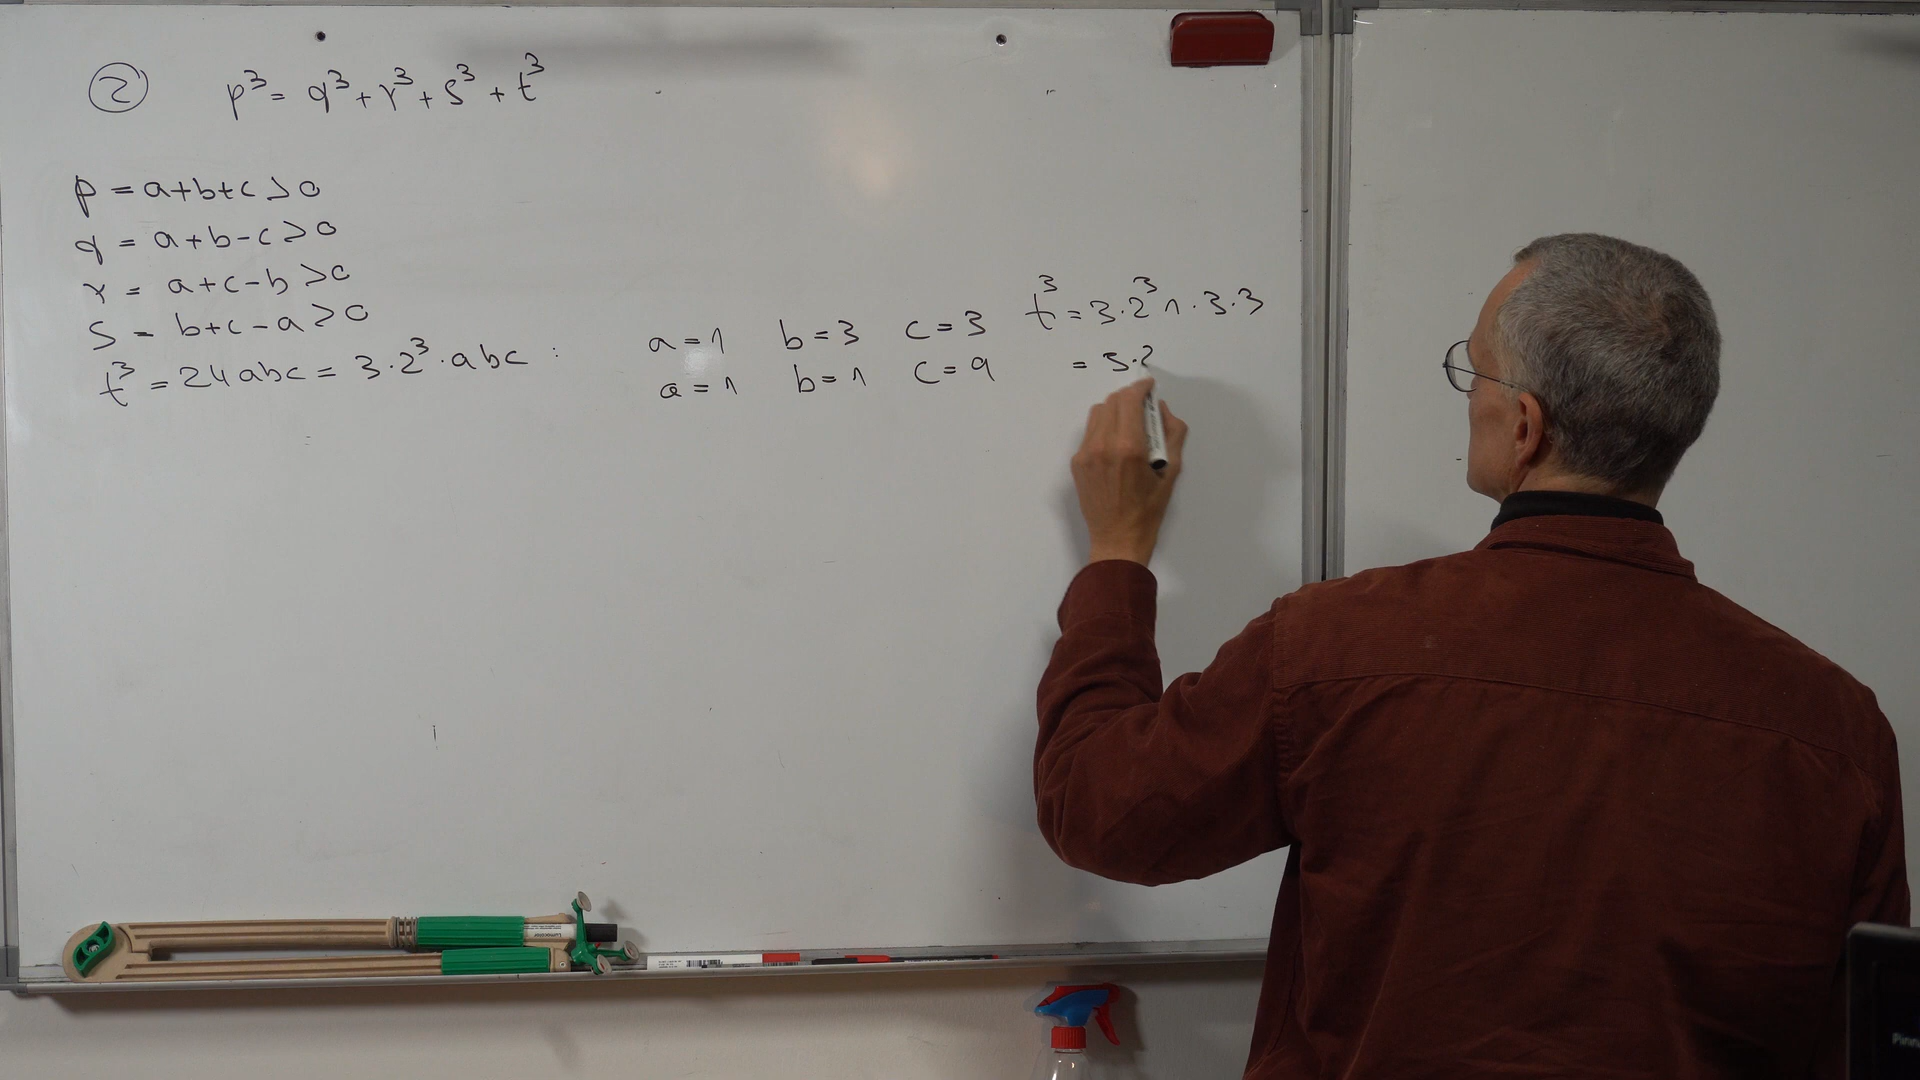 ② p³ = q³ + r³ + s³ + t³
p = a+b+c > 0
q = a+b-c > 0
r = a+c-b > 0
s = b+c-a > 0
t³ = 24abc = 3·2³·abc :
a=1 b=3 c=3 t³ = 3·2³ 1·3·3
a=1 b=1 c=9 = 3·2
Pinn